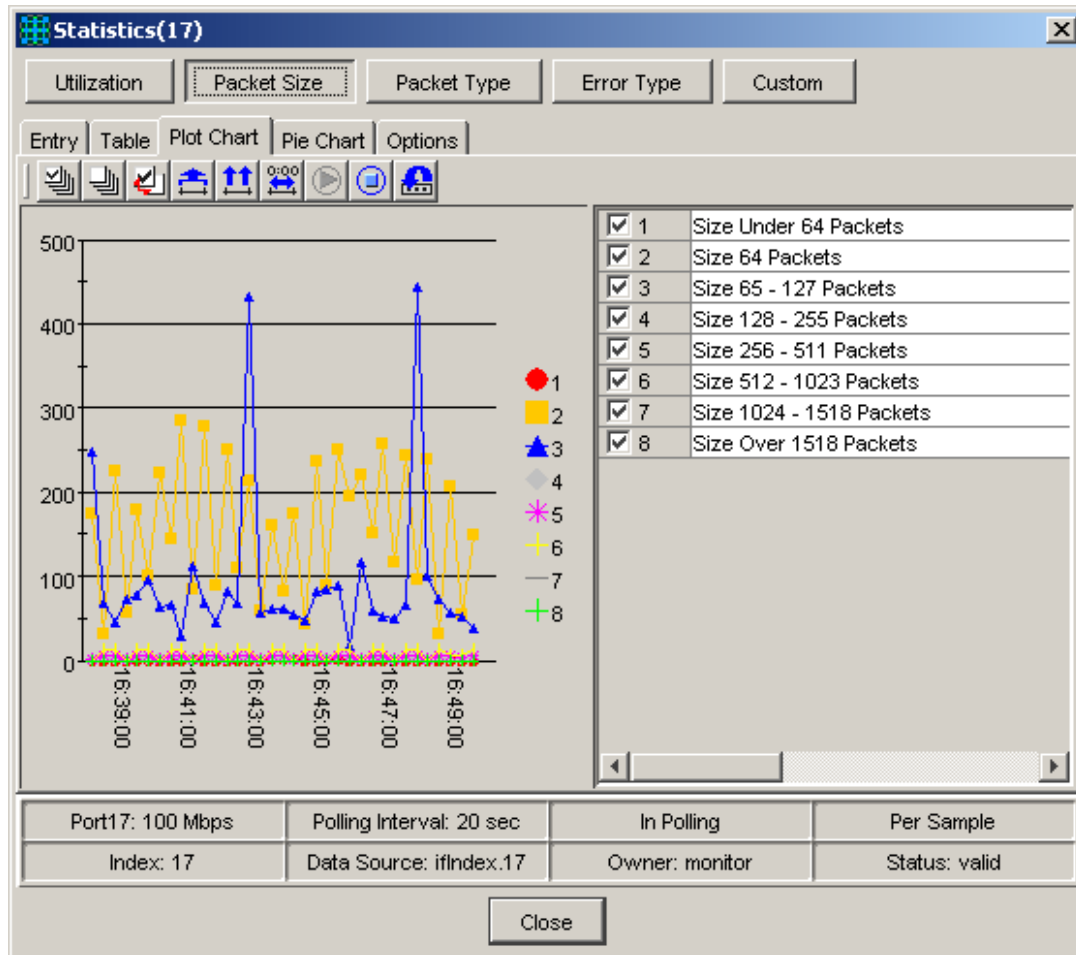 Statistics(17)
Utilization Packet Size Packet Type Error Type Custom
Entry Table Plot Chart Pie Chart Options
0:00
500
400
300
200
100
0
16:39:00 16:41:00 16:43:00 16:45:00 16:47:00 16:49:00
1
2
3
4
5
6
7
8
1 Size Under 64 Packets
2 Size 64 Packets
3 Size 65 - 127 Packets
4 Size 128 - 255 Packets
5 Size 256 - 511 Packets
6 Size 512 - 1023 Packets
7 Size 1024 - 1518 Packets
8 Size Over 1518 Packets
Port17: 100 Mbps Polling Interval: 20 sec In Polling Per Sample
Index: 17 Data Source: ifIndex.17 Owner: monitor Status: valid
Close